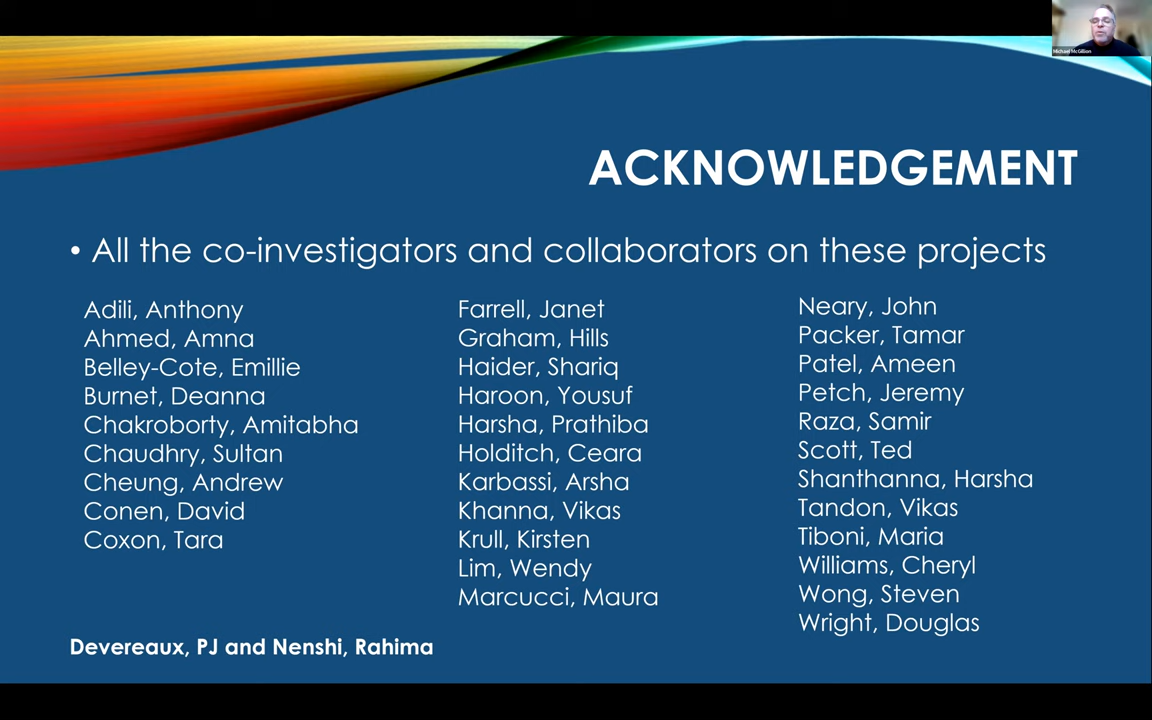 Michael McGillion
ACKNOWLEDGEMENT
• All the co-investigators and collaborators on these projects
Adili, Anthony
Ahmed, Amna
Belley-Cote, Emillie
Burnet, Deanna
Chakroborty, Amitabha
Chaudhry, Sultan
Cheung, Andrew
Conen, David
Coxon, Tara
Farrell, Janet
Graham, Hills
Haider, Shariq
Haroon, Yousuf
Harsha, Prathiba
Holditch, Ceara
Karbassi, Arsha
Khanna, Vikas
Krull, Kirsten
Lim, Wendy
Marcucci, Maura
Neary, John
Packer, Tamar
Patel, Ameen
Petch, Jeremy
Raza, Samir
Scott, Ted
Shanthanna, Harsha
Tandon, Vikas
Tiboni, Maria
Williams, Cheryl
Wong, Steven
Wright, Douglas
Devereaux, PJ and Nenshi, Rahima